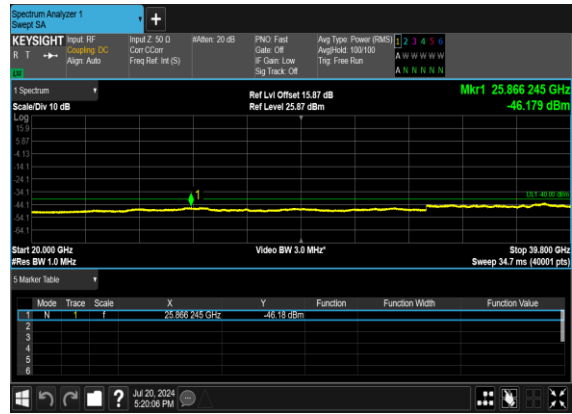 Spectrum Analyzer 1
Swept SA
KEYSIGHT Input: RF Input Z: 50 Ω #Atten: 20 dB PNO: Fast Avg Type: Power (RMS) 1 2 3 4 5 6
R T Coupling: DC Corr CCorr Gate: Off Avg|Hold: 100/100 A W W W W W
Align: Auto Freq Ref: Int (S) IF Gain: Low Trig: Free Run
Sig Track: Off A N N N N N
1 Spectrum Ref Lvl Offset 15.87 dB Mkr1 25.866 245 GHz
Scale/Div 10 dB Ref Level 25.87 dBm -46.179 dBm
Log
15.9
5.87
-4.13
-14.1
-24.1
-34.1 1 DL1 -40.00 dBm
-44.1
-54.1
-64.1
Start 20.000 GHz Video BW 3.0 MHz* Stop 39.800 GHz
#Res BW 1.0 MHz Sweep 34.7 ms (40001 pts)
5 Marker Table
Mode Trace Scale X Y Function Function Width Function Value
1 N 1 f 25.866 245 GHz -46.18 dBm
2
3
4
5
6
? Jul 20, 2024
5:20:06 PM